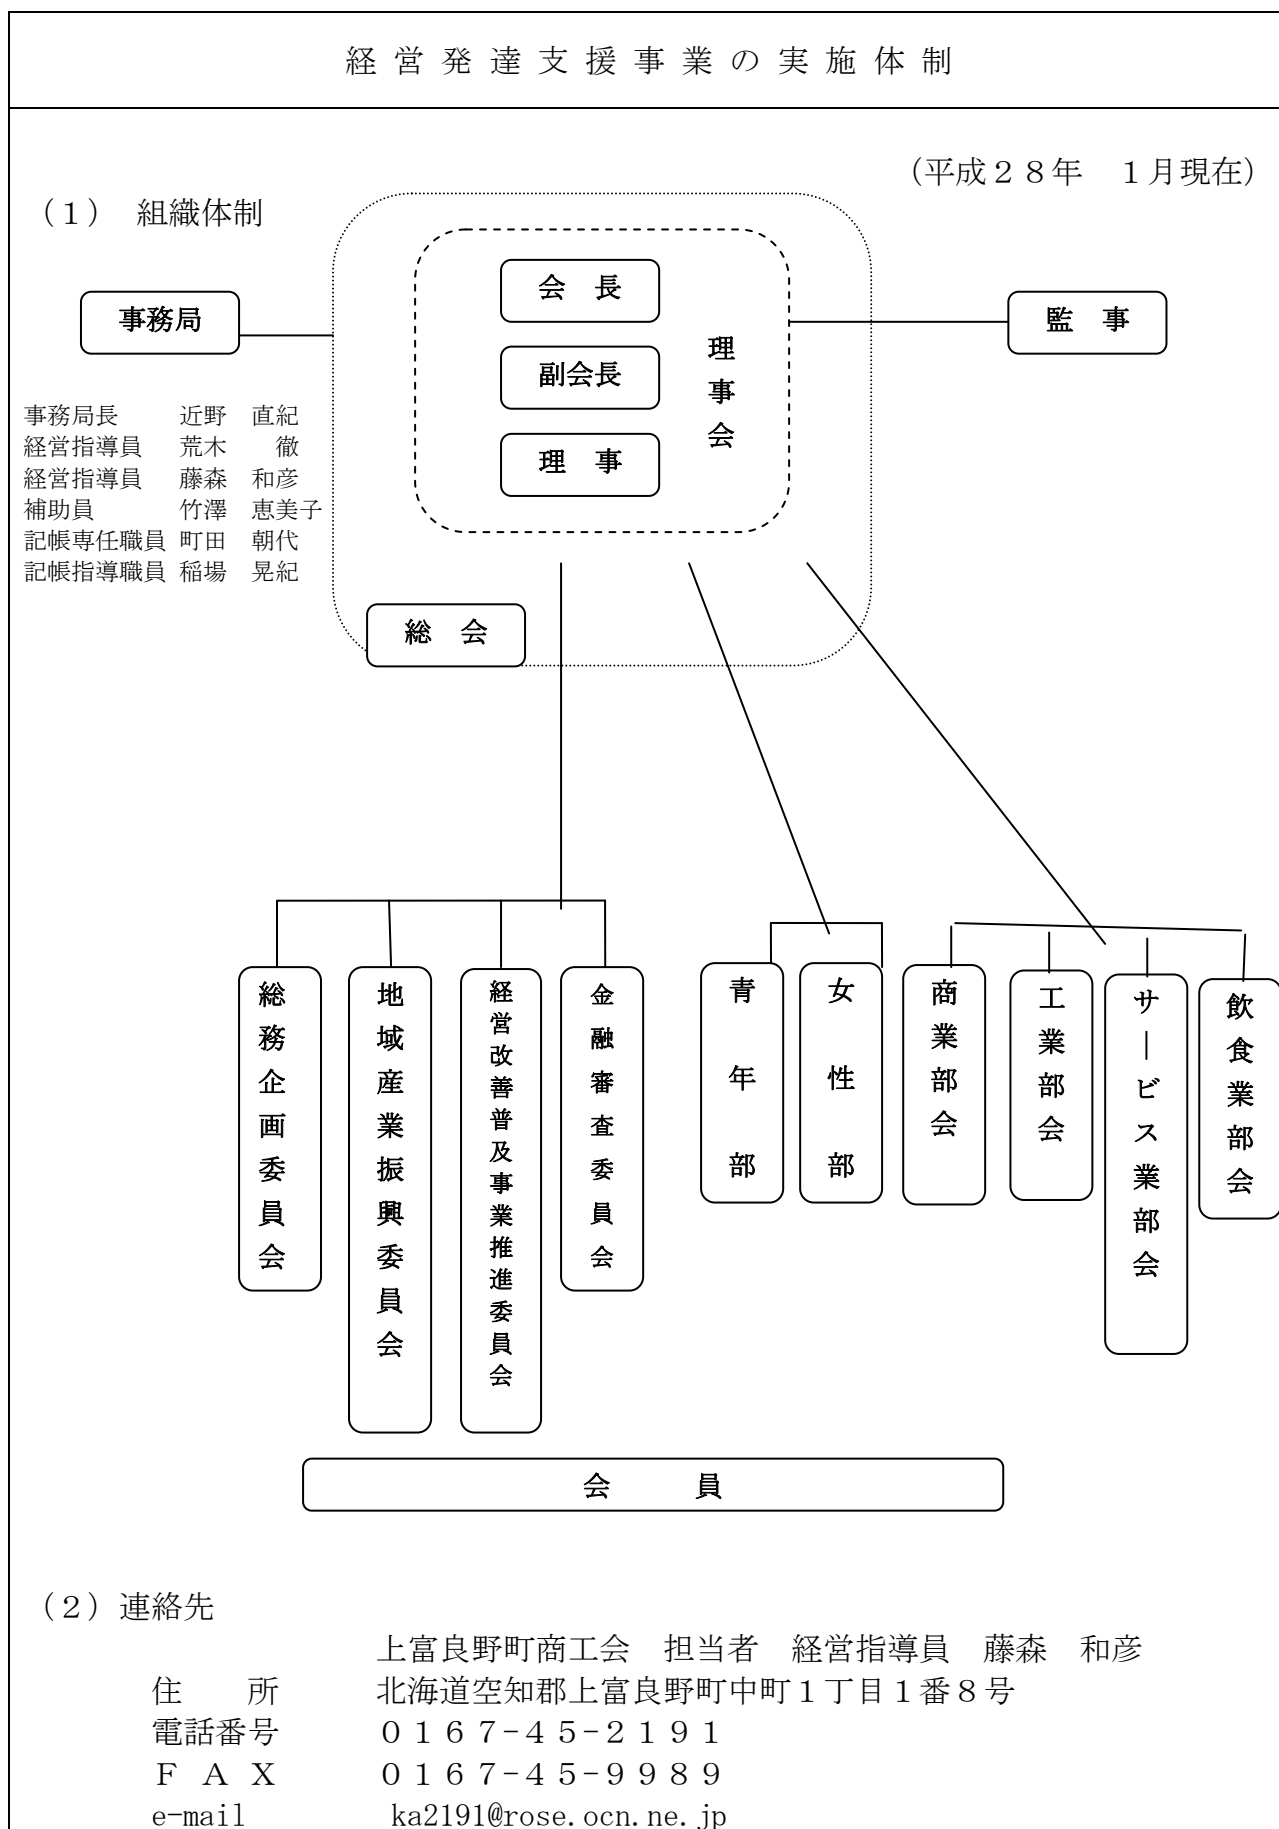 経営発達支援事業の実施体制
（平成２８年　１月現在）
（１）　組織体制
会　長
事務局
監　事
副会長
理事会
理　事
事務局長　近野　直紀
経営指導員　荒木　徹
経営指導員　藤森　和彦
補助員　竹澤　恵美子
記帳専任職員　町田　朝代
記帳指導職員　稲場　晃紀
総　会
総務企画委員会
地域産業振興委員会
経営改善普及事業推進委員会
金融審査委員会
青年部
女性部
商業部会
工業部会
サービス業部会
飲食業部会
会　員
（２）連絡先
上富良野町商工会　担当者　経営指導員　藤森　和彦
住　所　北海道空知郡上富良野町中町１丁目１番８号
電話番号　０１６７-４５-２１９１
ＦＡＸ　０１６７-４５-９９８９
e-mail　ka2191@rose.ocn.ne.jp